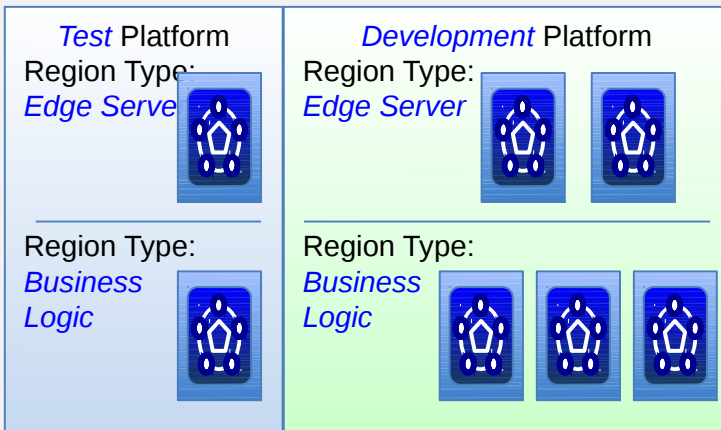 Test Platform
Region Type:
Edge Serve
Region Type:
Business
Logic
Development Platform
Region Type:
Edge Server
Region Type:
Business
Logic